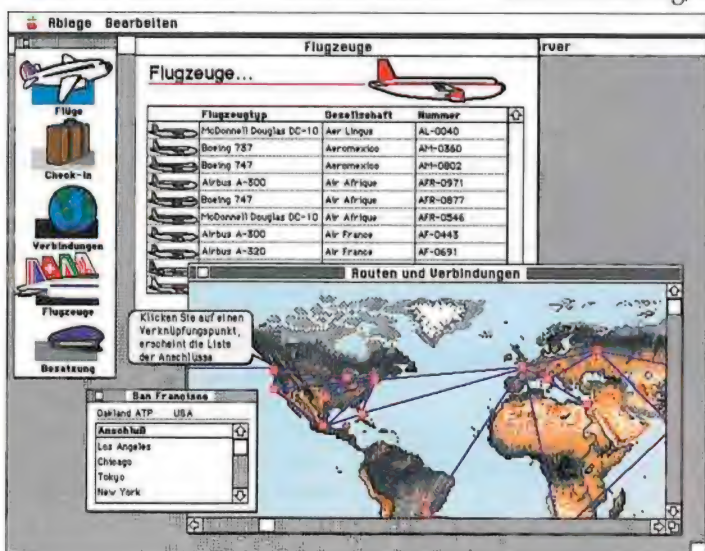 Ablage Bearbeiten
Flüge
Check-In
Verbindungen
Flugzeuge
Besatzung
Flugzeuge
rver
Flugzeuge...
Flugzeugtyp Gesellschaft Nummer
McDonnell Douglas DC-10 Aer Lingus AL-0040
Boeing 737 Aeromexico AM-0360
Boeing 747 Aeromexico AM-0802
Airbus A-300 Air Afrique AFR-0971
Boeing 747 Air Afrique AFR-0877
McDonnell Douglas DC-10 Air Afrique AFR-0546
Airbus A-300 Air France AF-0443
Airbus A-320 Air France AF-0691
Routen und Verbindungen
Klicken Sie auf einen
Verknüpfungspunkt,
erscheint die Liste
der Anschlüsse
San Francisco
Oakland ATP USA
Anschluß
Los Angeles
Chicago
Tokyo
New York